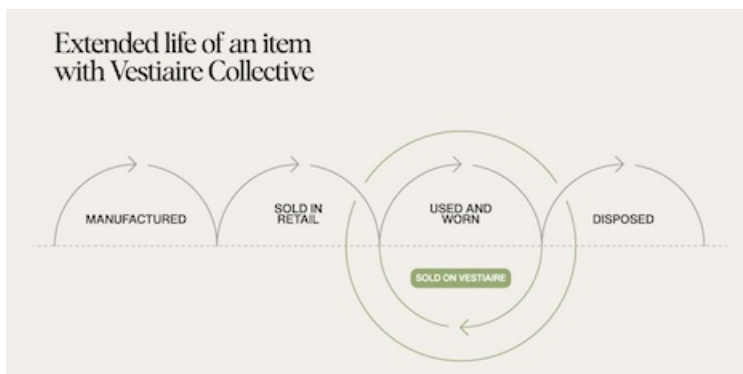 Extended life of an item
with Vestiaire Collective
MANUFACTURED
SOLD IN
RETAIL
USED AND
WORN
DISPOSED
SOLD ON VESTIAIRE